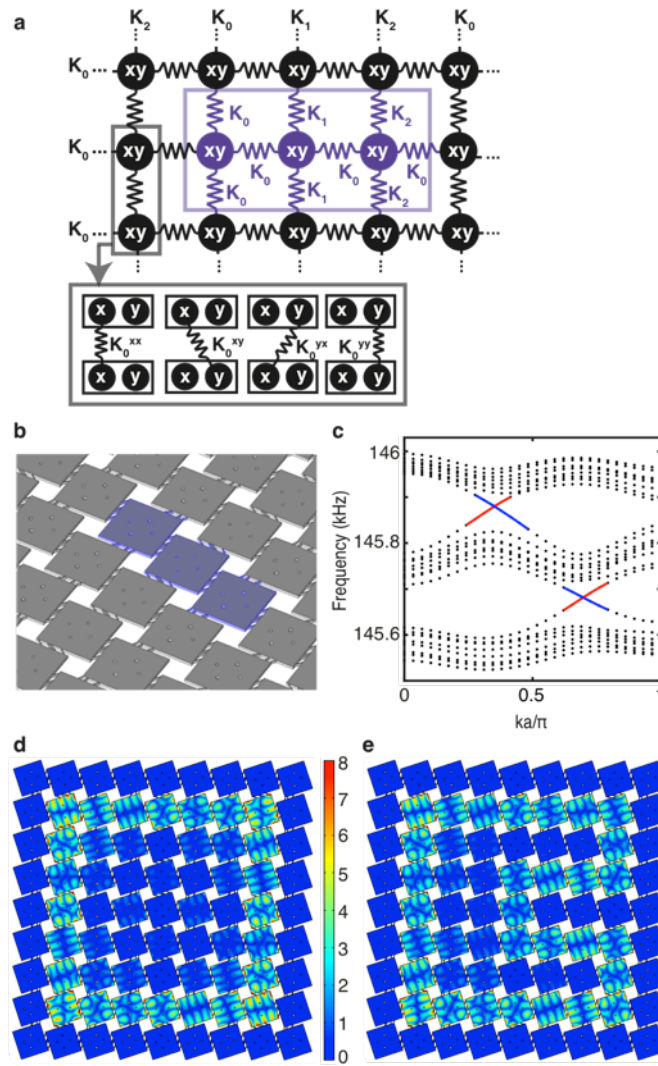 a
K₂ K₀ K₁ K₂ K₀
K₀ ··· xy xy xy xy xy ···
K₀ K₁ K₂
K₀ ··· xy xy xy xy xy ···
K₀ K₀ K₀
K₀ K₁ K₂
K₀ ··· xy xy xy xy xy ···
x y x y x y x y
K₀ˣˣ K₀ˣʸ K₀ʸˣ K₀ʸʸ
x y x y x y x y
b
c
146
145.8
145.6
Frequency (kHz)
0 0.5 1
ka/π
d
8
7
6
5
4
3
2
1
0
e